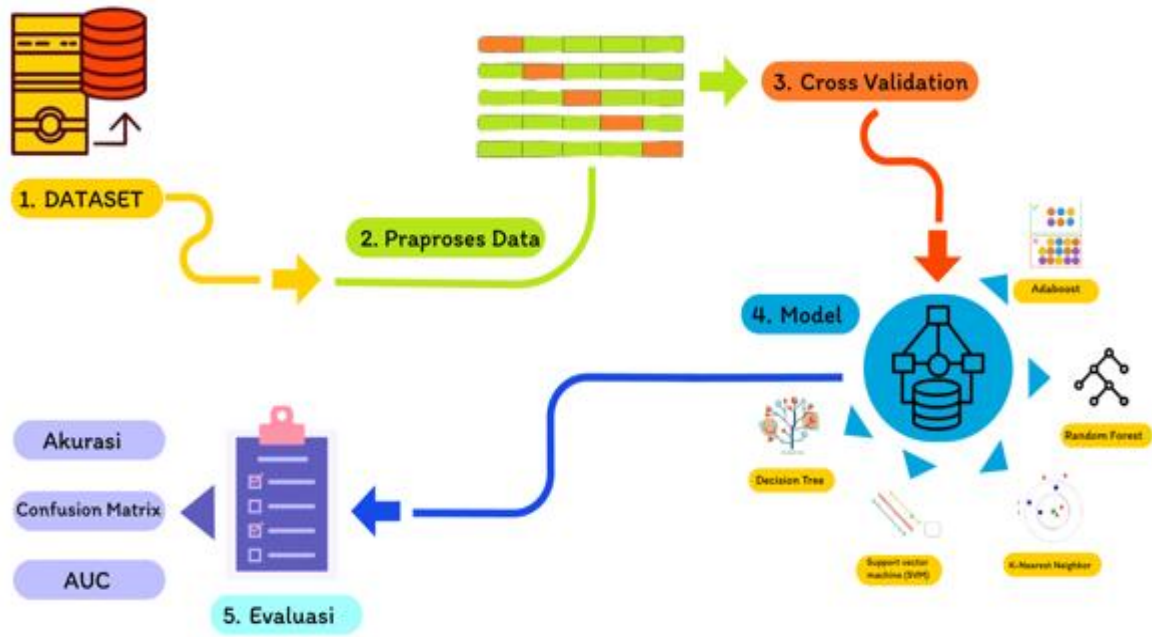 1. DATASET
2. Praproses Data
3. Cross Validation
4. Model
Adaboost
Random Forest
K-Nearest Neighbor
Support vector
machine (SVM)
Decision Tree
5. Evaluasi
Akurasi
Confusion Matrix
AUC